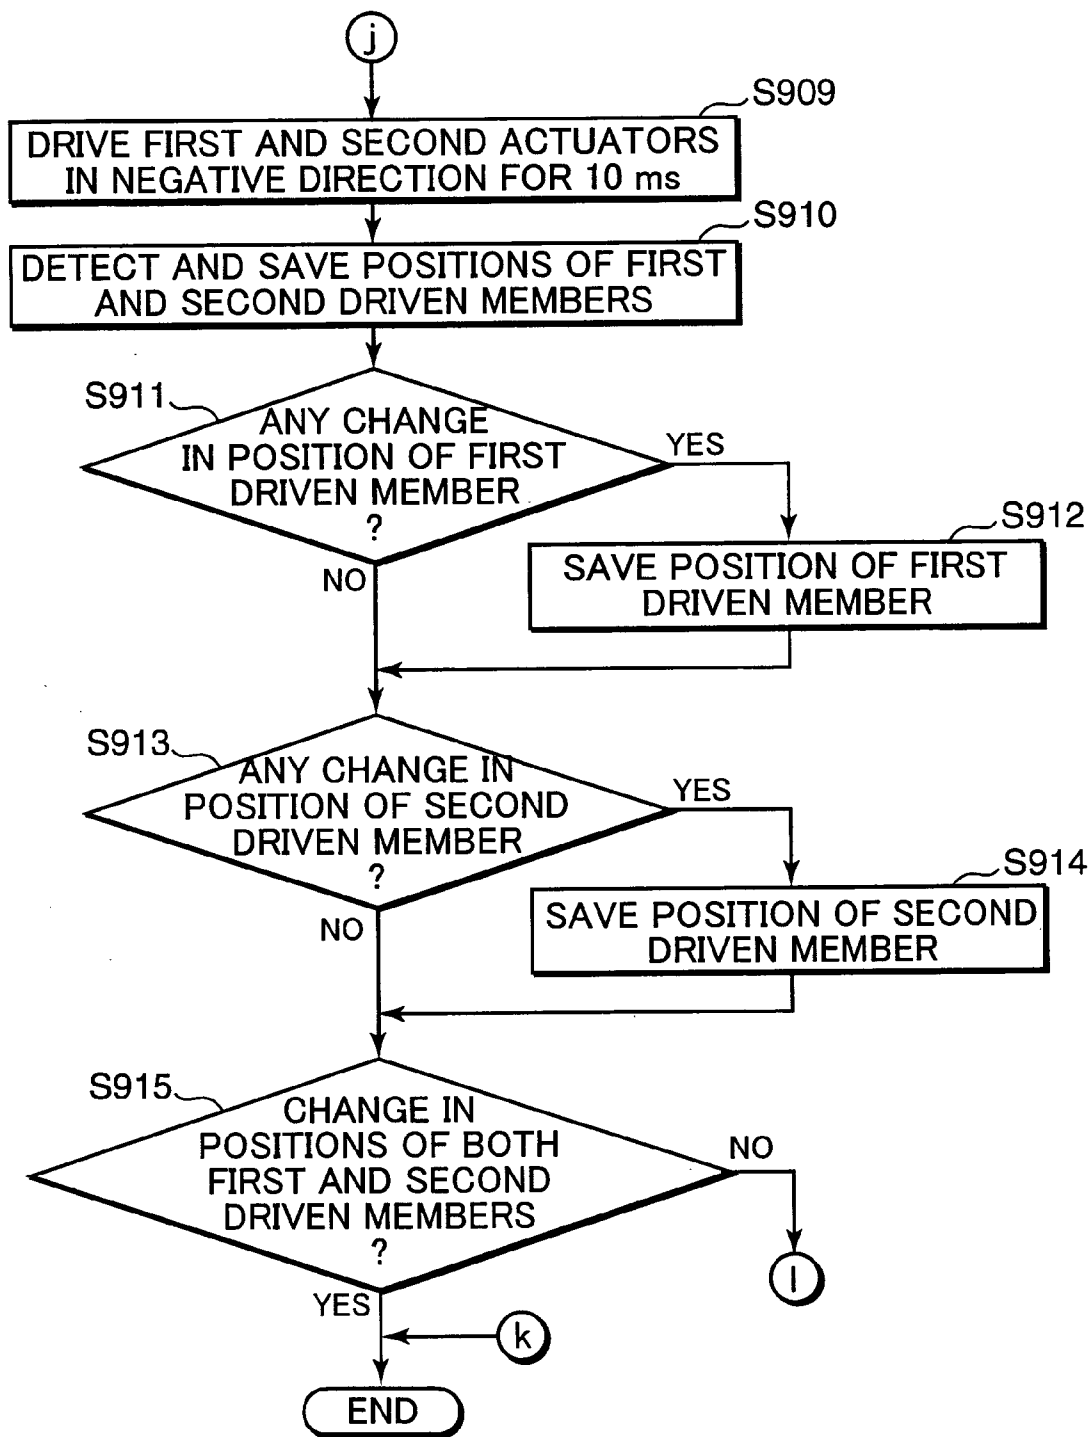 j
S909
DRIVE FIRST AND SECOND ACTUATORS
IN NEGATIVE DIRECTION FOR 10 ms
S910
DETECT AND SAVE POSITIONS OF FIRST
AND SECOND DRIVEN MEMBERS
S911
ANY CHANGE
IN POSITION OF FIRST
DRIVEN MEMBER
?
YES
NO
S912
SAVE POSITION OF FIRST
DRIVEN MEMBER
S913
ANY CHANGE IN
POSITION OF SECOND
DRIVEN MEMBER
?
YES
NO
S914
SAVE POSITION OF SECOND
DRIVEN MEMBER
S915
CHANGE IN
POSITIONS OF BOTH
FIRST AND SECOND
DRIVEN MEMBERS
?
NO
l
YES
k
END